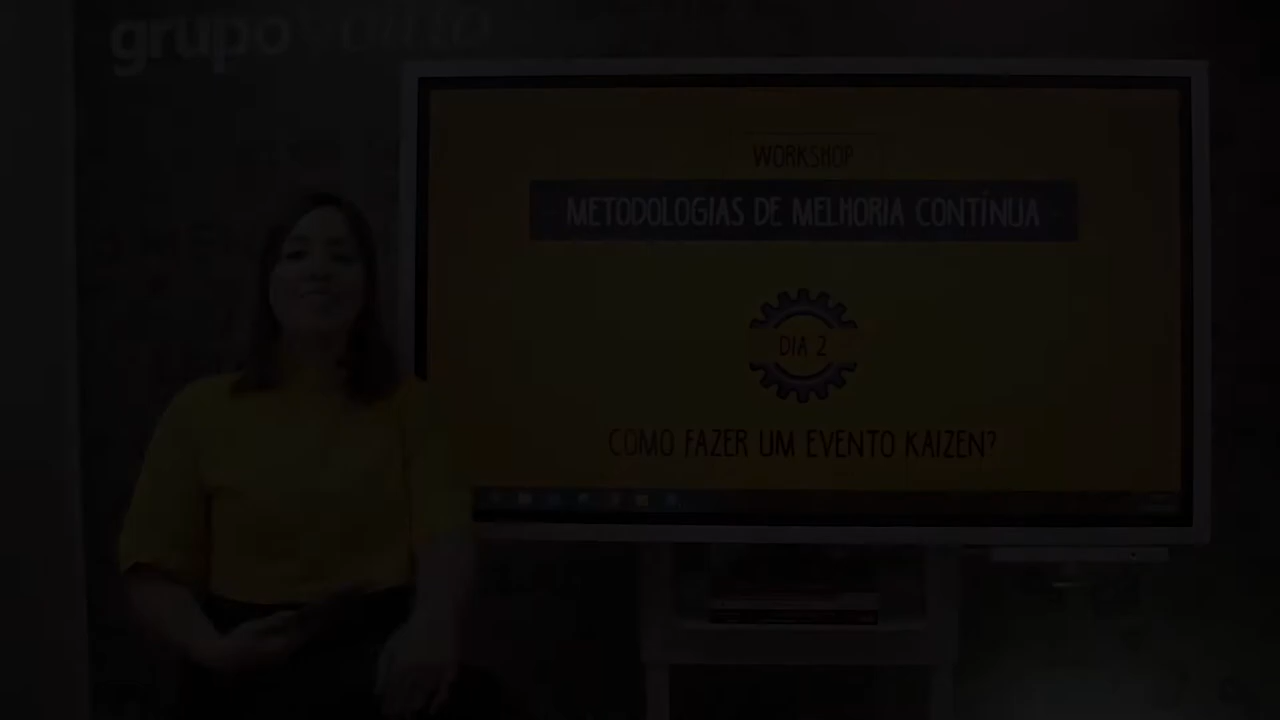 grupo
WORKSHOP
METODOLOGIAS DE MELHORIA CONTÍNUA
DIA 2
COMO FAZER UM EVENTO KAIZEN?